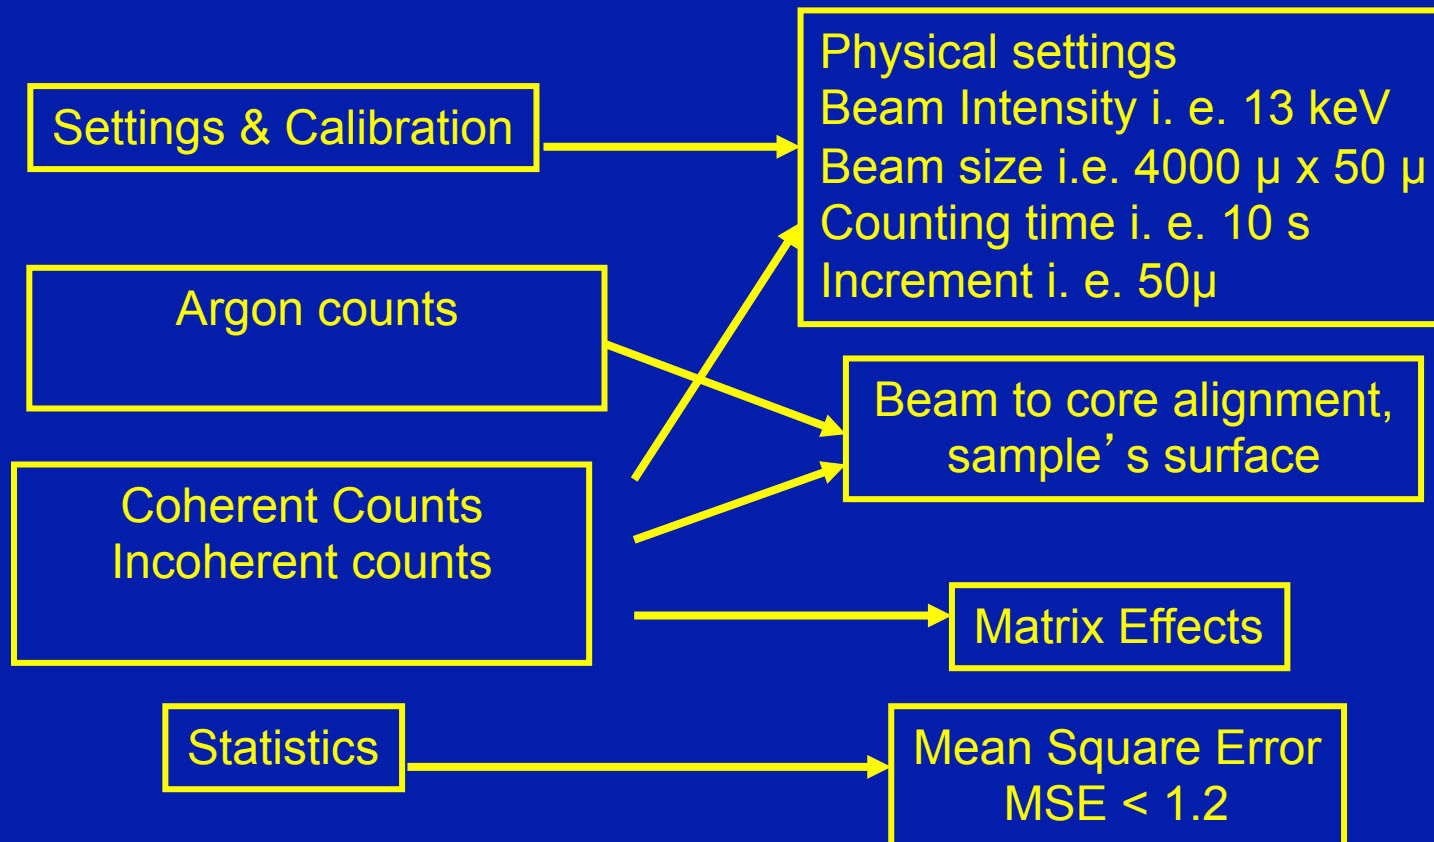 Settings & Calibration
Physical settings
Beam Intensity i. e. 13 keV
Beam size i.e. 4000 µ x 50 µ
Counting time i. e. 10 s
Increment i. e. 50µ
Argon counts
Beam to core alignment,
sample’ s surface
Coherent Counts
Incoherent counts
Matrix Effects
Statistics
Mean Square Error
MSE < 1.2